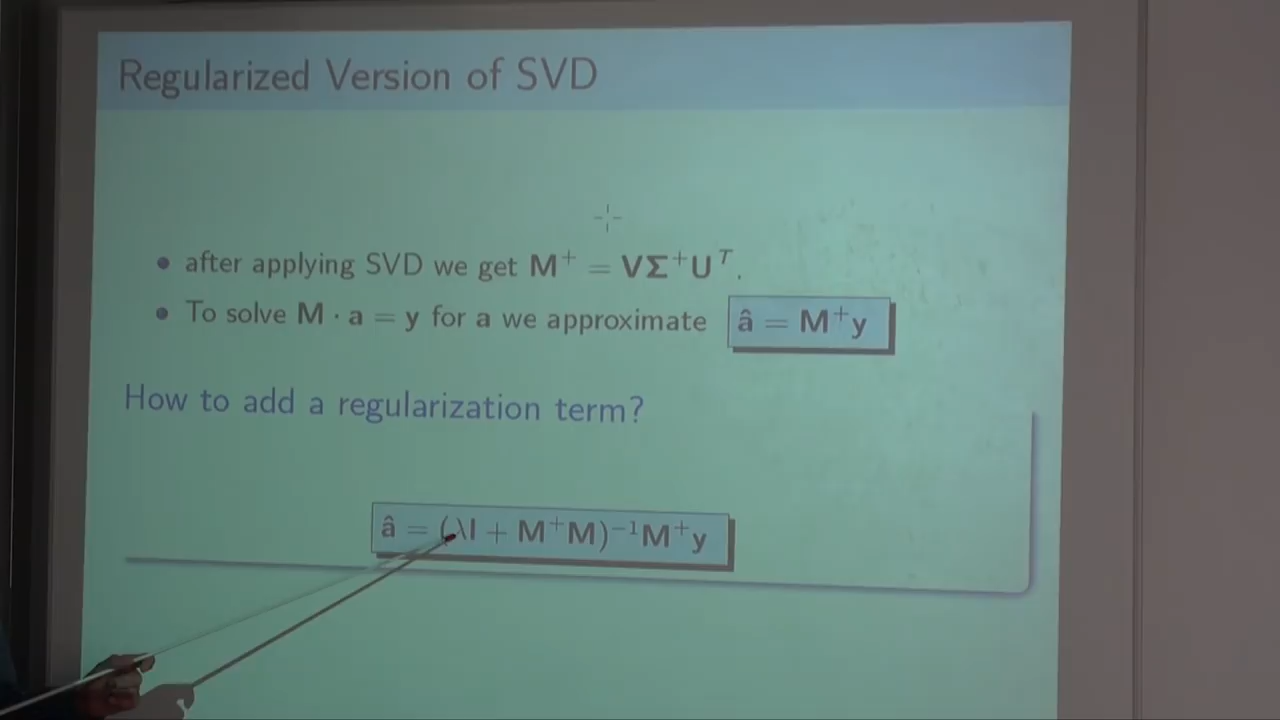 Regularized Version of SVD
• after applying SVD we get M⁺ = VΣ⁺Uᵀ.
• To solve M · a = y for a we approximate â = M⁺y
How to add a regularization term?
â = (λI + M⁺M)⁻¹M⁺y